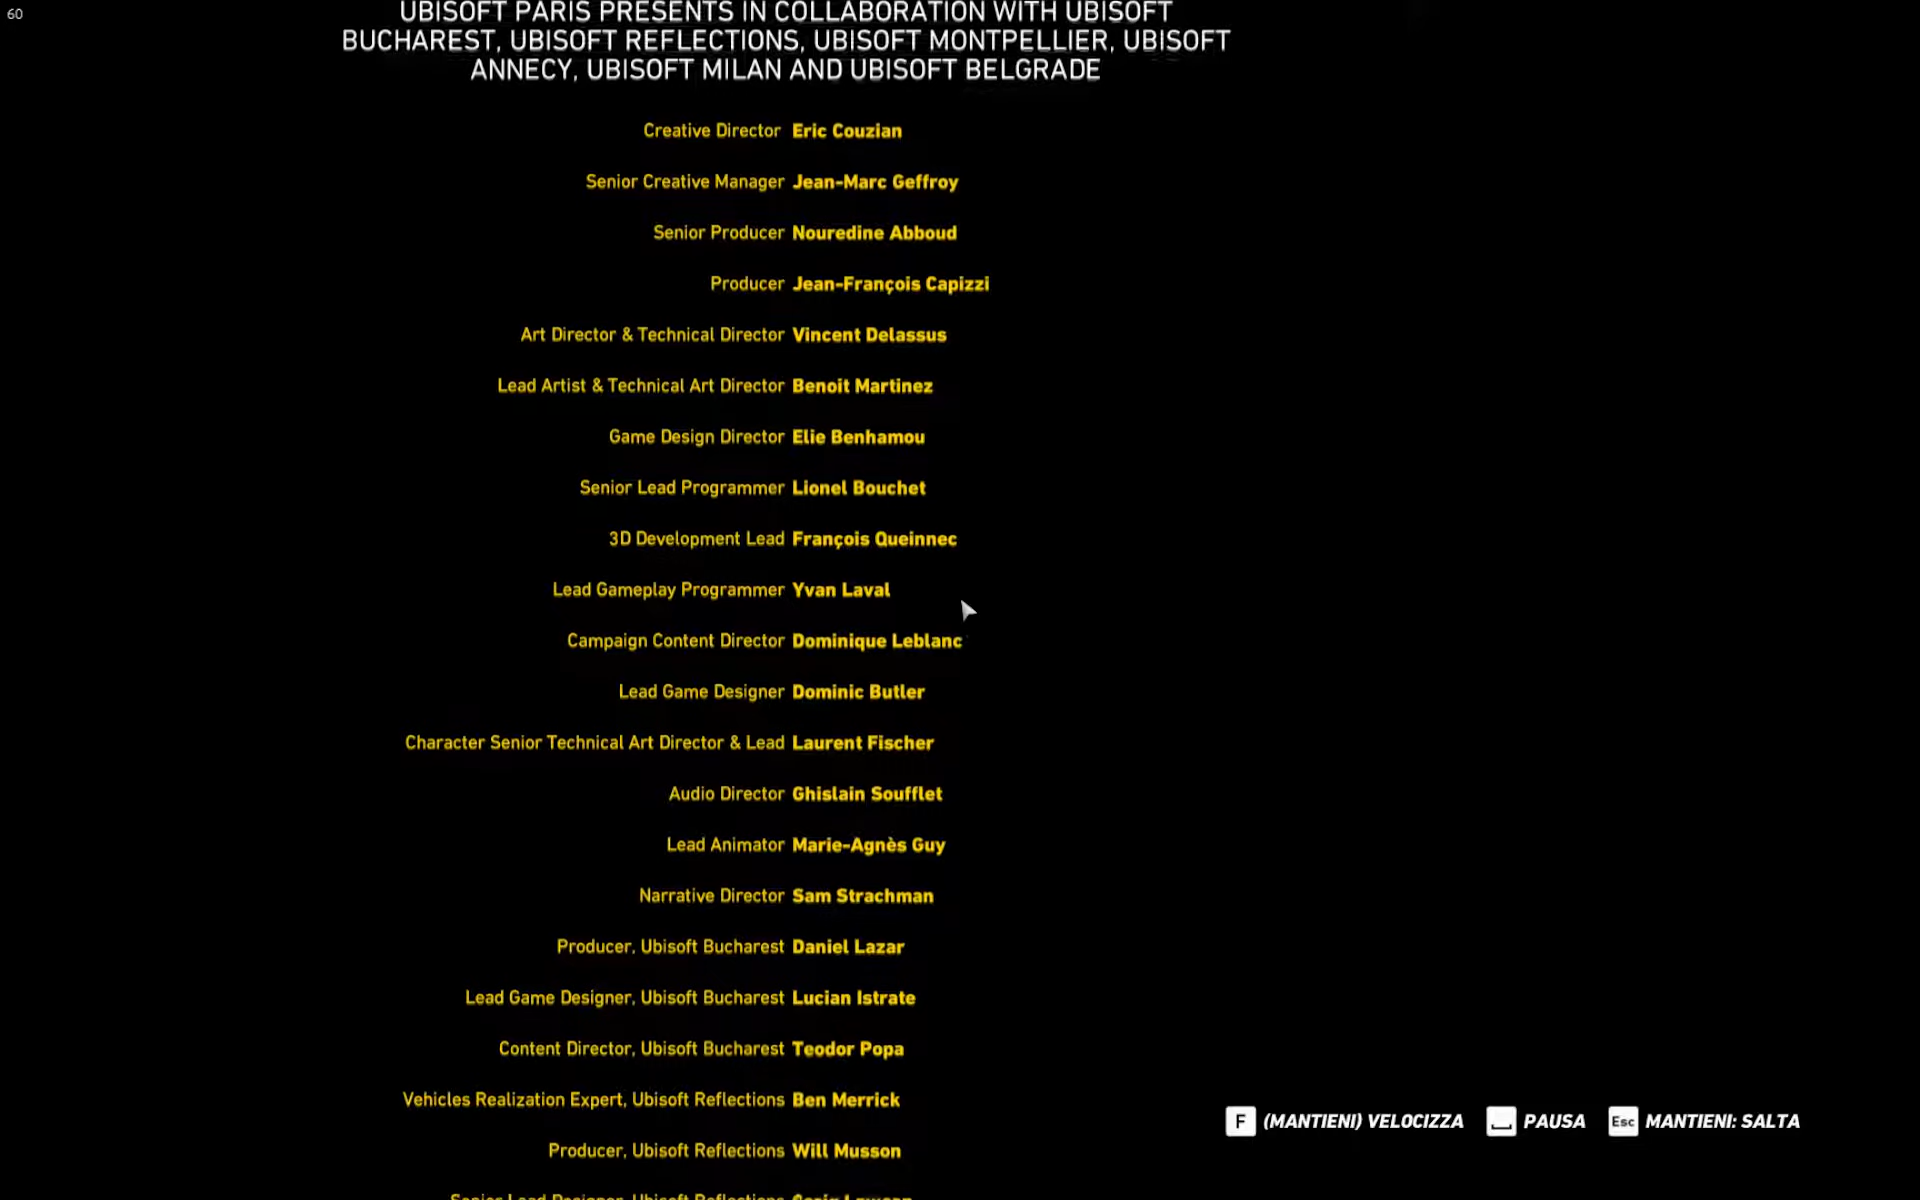 60
UBISOFT PARIS PRESENTS IN COLLABORATION WITH UBISOFT
BUCHAREST, UBISOFT REFLECTIONS, UBISOFT MONTPELLIER, UBISOFT
ANNECY, UBISOFT MILAN AND UBISOFT BELGRADE
Creative Director Eric Couzian
Senior Creative Manager Jean-Marc Geffroy
Senior Producer Nouredine Abboud
Producer Jean-François Capizzi
Art Director & Technical Director Vincent Delassus
Lead Artist & Technical Art Director Benoit Martinez
Game Design Director Elie Benhamou
Senior Lead Programmer Lionel Bouchet
3D Development Lead François Queinnec
Lead Gameplay Programmer Yvan Laval
Campaign Content Director Dominique Leblanc
Lead Game Designer Dominic Butler
Character Senior Technical Art Director & Lead Laurent Fischer
Audio Director Ghislain Soufflet
Lead Animator Marie-Agnès Guy
Narrative Director Sam Strachman
Producer, Ubisoft Bucharest Daniel Lazar
Lead Game Designer, Ubisoft Bucharest Lucian Istrate
Content Director, Ubisoft Bucharest Teodor Popa
Vehicles Realization Expert, Ubisoft Reflections Ben Merrick
F (MANTIENI) VELOCIZZA PAUSA Esc MANTIENI: SALTA
Producer, Ubisoft Reflections Will Musson
Senior Lead Designer, Ubisoft Reflections